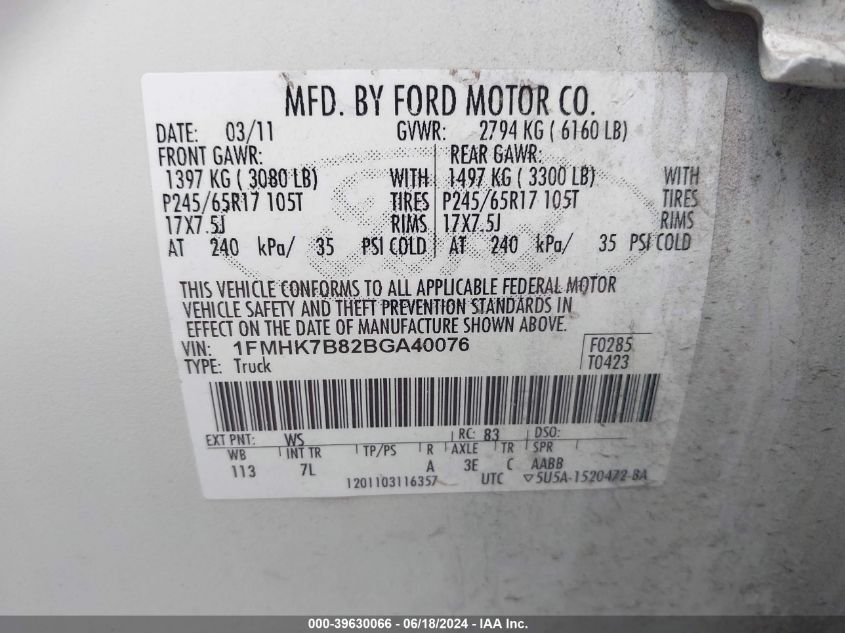 MFD. BY FORD MOTOR CO.
DATE: 03/11 GVWR: 2794 KG ( 6160 LB)
FRONT GAWR: REAR GAWR:
1397 KG ( 3080 LB) WITH 1497 KG ( 3300 LB) WITH
P245/65R17 105T TIRES P245/65R17 105T TIRES
17X7.5J RIMS 17X7.5J RIMS
AT 240 kPa/ 35 PSI COLD AT 240 kPa/ 35 PSI COLD
THIS VEHICLE CONFORMS TO ALL APPLICABLE FEDERAL MOTOR
VEHICLE SAFETY AND THEFT PREVENTION STANDARDS IN
EFFECT ON THE DATE OF MANUFACTURE SHOWN ABOVE.
VIN: 1FMHK7B82BGA40076 F0285
TYPE: Truck T0423
EXT PNT: WS RC: 83 DSO:
WB INT TR TP/PS R AXLE TR SPR
113 7L A 3E C AABB
1201103116357 UTC ▽5U5A-1520472-BA
000-39630066 - 06/18/2024 - IAAI Inc.